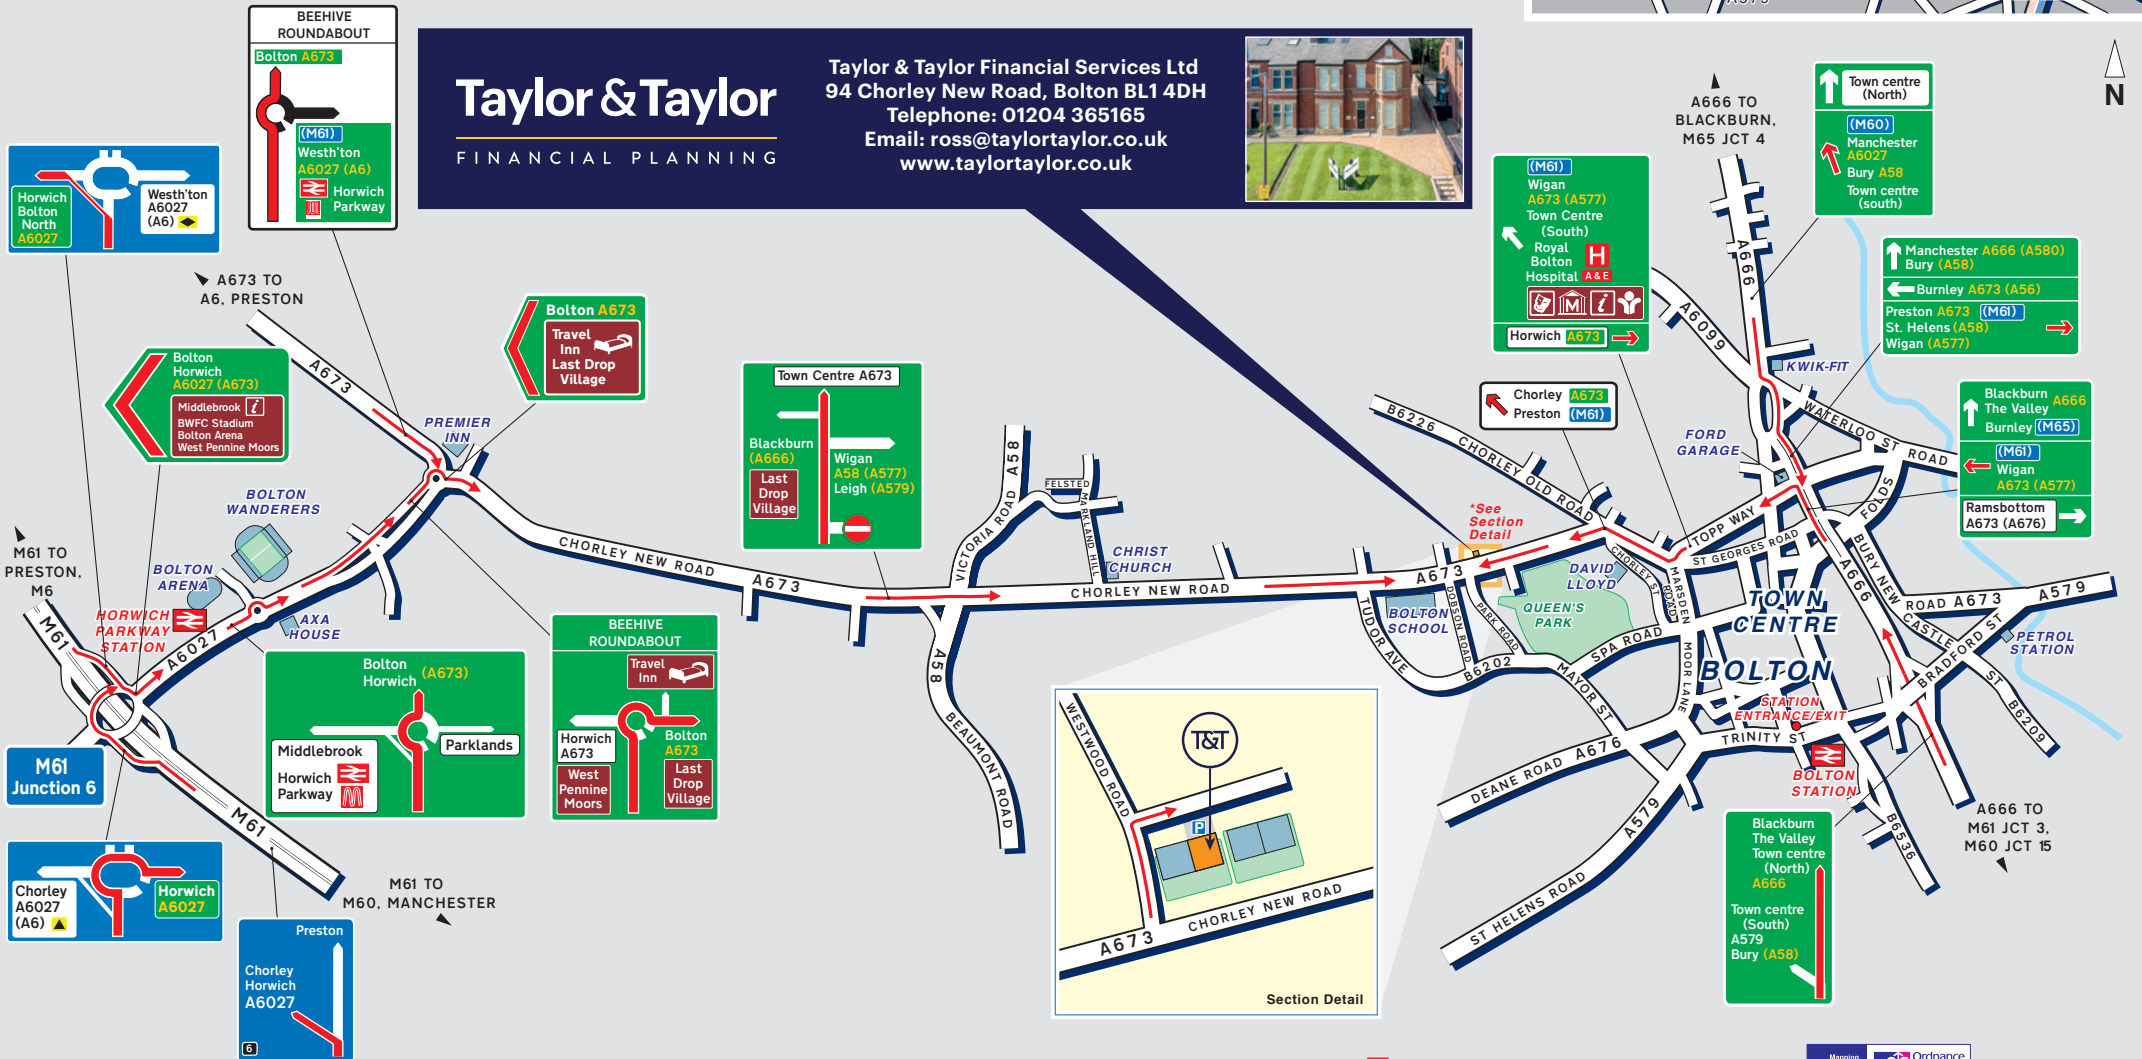 A579
BEEHIVE
ROUNDABOUT
Bolton A673
(M61)
Westh'ton
A6027 (A6)
Horwich
Parkway
Taylor & Taylor
FINANCIAL PLANNING
Taylor & Taylor Financial Services Ltd
94 Chorley New Road, Bolton BL1 4DH
Telephone: 01204 365165
Email: ross@taylortaylor.co.uk
www.taylortaylor.co.uk
N
A666 TO
BLACKBURN,
M65 JCT 4
Town centre
(North)
(M60)
Manchester
A6027
Bury A58
Town centre
(south)
Horwich
Bolton
North
A6027
Westh'ton
A6027
(A6)
(M61)
Wigan
A673 (A577)
Town Centre
(South)
Royal
Bolton
Hospital
H
A & E
M
i
Horwich A673
Manchester A666 (A580)
Bury (A58)
Burnley A673 (A56)
Preston A673 (M61)
St. Helens (A58)
Wigan (A577)
A673 TO
A6, PRESTON
Bolton A673
Travel
Inn
Last Drop
Village
Bolton
Horwich
A6027 (A673)
Middlebrook i
BWFC Stadium
Bolton Arena
West Pennine Moors
Town Centre A673
Blackburn
(A666)
Last
Drop
Village
Wigan
A58 (A577)
Leigh (A579)
Chorley A673
Preston (M61)
Blackburn
The Valley
A666
Burnley (M65)
(M61)
Wigan
A673 (A577)
Ramsbottom
A673 (A676)
A673
PREMIER
INN
BOLTON
WANDERERS
BOLTON
ARENA
HORWICH
PARKWAY
STATION
AXA
HOUSE
A6027
M61 TO
PRESTON,
M6
M61
M61
Junction 6
M61
M61 TO
M60, MANCHESTER
CHORLEY NEW ROAD
A673
VICTORIA ROAD
A58
FELSTED
MARKLAND HILL
CHRIST
CHURCH
CHORLEY NEW ROAD
A58
BEAUMONT ROAD
A673
*See
Section
Detail
B6226
CHORLEY
OLD ROAD
BOLTON
SCHOOL
TUDOR AVE
DOBSON ROAD
PARK ROAD
B6202
QUEEN'S
PARK
DAVID
LLOYD
CHORLEY ST
MARSDEN
ROAD
SPA ROAD
MAYOR ST
MOOR LANE
TOPP WAY
ST GEORGES ROAD
FORD
GARAGE
KWIK-FIT
A666
A6099
WATERLOO ST
ROAD
FOLDS
BURY NEW
ROAD A673
A579
A666
CASTLE
ST
BRADFORD ST
B6209
PETROL
STATION
TOWN
CENTRE
BOLTON
STATION
ENTRANCE/EXIT
TRINITY ST
BOLTON
STATION
B6536
DEANE ROAD A676
ST HELENS ROAD
A579
A666 TO
M61 JCT 3,
M60 JCT 15
Bolton
Horwich
(A673)
Middlebrook
Horwich
Parkway
Parklands
BEEHIVE
ROUNDABOUT
Travel
Inn
Horwich
A673
Bolton
A673
West
Pennine
Moors
Last
Drop
Village
Chorley
A6027
(A6)
Horwich
A6027
Preston
Chorley
Horwich
A6027
6
WESTWOOD ROAD
T&T
P
A673
CHORLEY NEW ROAD
Section Detail
Blackburn
The Valley
Town centre
(North)
A666
Town centre
(South)
A579
Bury (A58)
Mapping
Ordnance